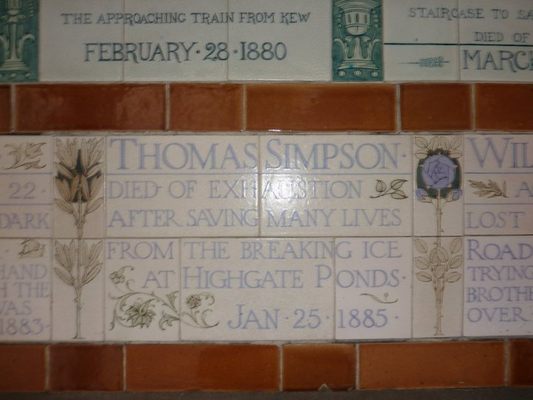 THE APPROACHING TRAIN FROM KEW
FEBRUARY · 28 · 1880
STAIRCASE TO SA
DIED OF
MARCH
22 ·
DARK
HAND
H THE
VAS
1883 ·
THOMAS SIMPSON ·
DIED · OF EXHAUSTION
AFTER SAVING MANY LIVES
FROM THE BREAKING ICE
AT HIGHGATE PONDS ·
JAN · 25 · 1885 ·
WIL
A
LOST
ROAD
TRYING
BROTHE
OVER